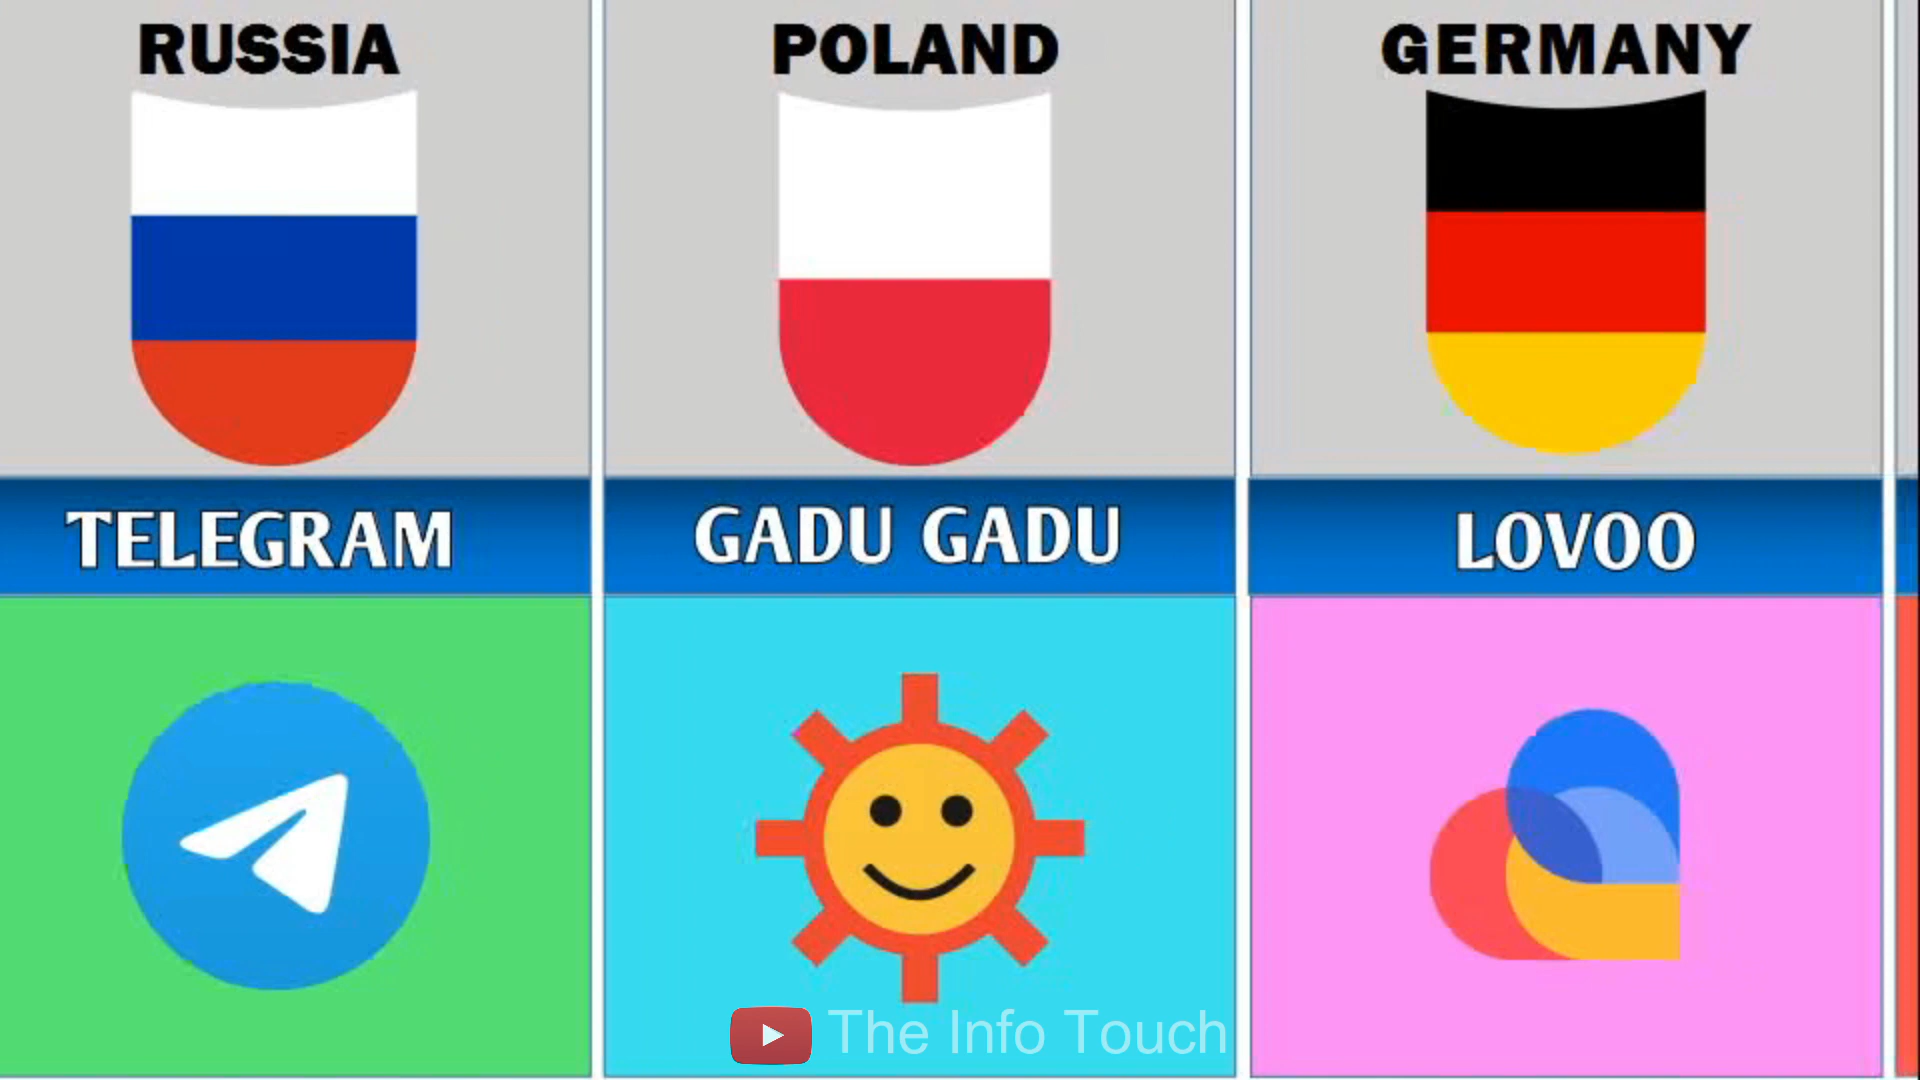 RUSSIA
POLAND
GERMANY
TELEGRAM
GADU GADU
LOVOO
The Info Touch